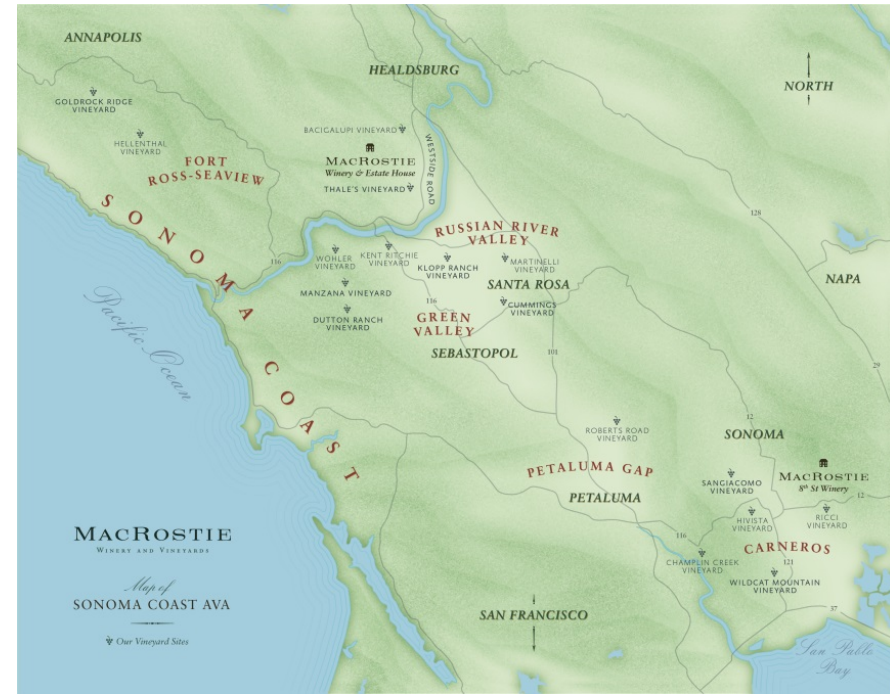 ANNAPOLIS
HEALDSBURG
NORTH
GOLDROCK RIDGE
VINEYARD
HELLENTHAL
VINEYARD
BACIGALUPI VINEYARD
WESTSIDE ROAD
MACROSTIE
Winery & Estate House
THALE'S VINEYARD
FORT
ROSS-SEAVIEW
SONOMA COAST
128
RUSSIAN RIVER
VALLEY
116
WOHLER
VINEYARD
KENT RITCHIE
VINEYARD
KLOPP RANCH
VINEYARD
MARTINELLI
VINEYARD
NAPA
SANTA ROSA
MANZANA VINEYARD
116
CUMMINGS
VINEYARD
DUTTON RANCH
VINEYARD
GREEN
VALLEY
Pacific Ocean
SEBASTOPOL
101
29
12
ROBERTS ROAD
VINEYARD
SONOMA
PETALUMA GAP
PETALUMA
SANGIACOMO
VINEYARD
MACROSTIE
8th St Winery
12
HIVISTA
VINEYARD
RICCI
VINEYARD
116
CARNEROS
CHAMPLIN CREEK
VINEYARD
121
WILDCAT MOUNTAIN
VINEYARD
37
MACROSTIE
WINERY AND VINEYARDS
Map of
SONOMA COAST AVA
Our Vineyard Sites
SAN FRANCISCO
San Pablo
Bay